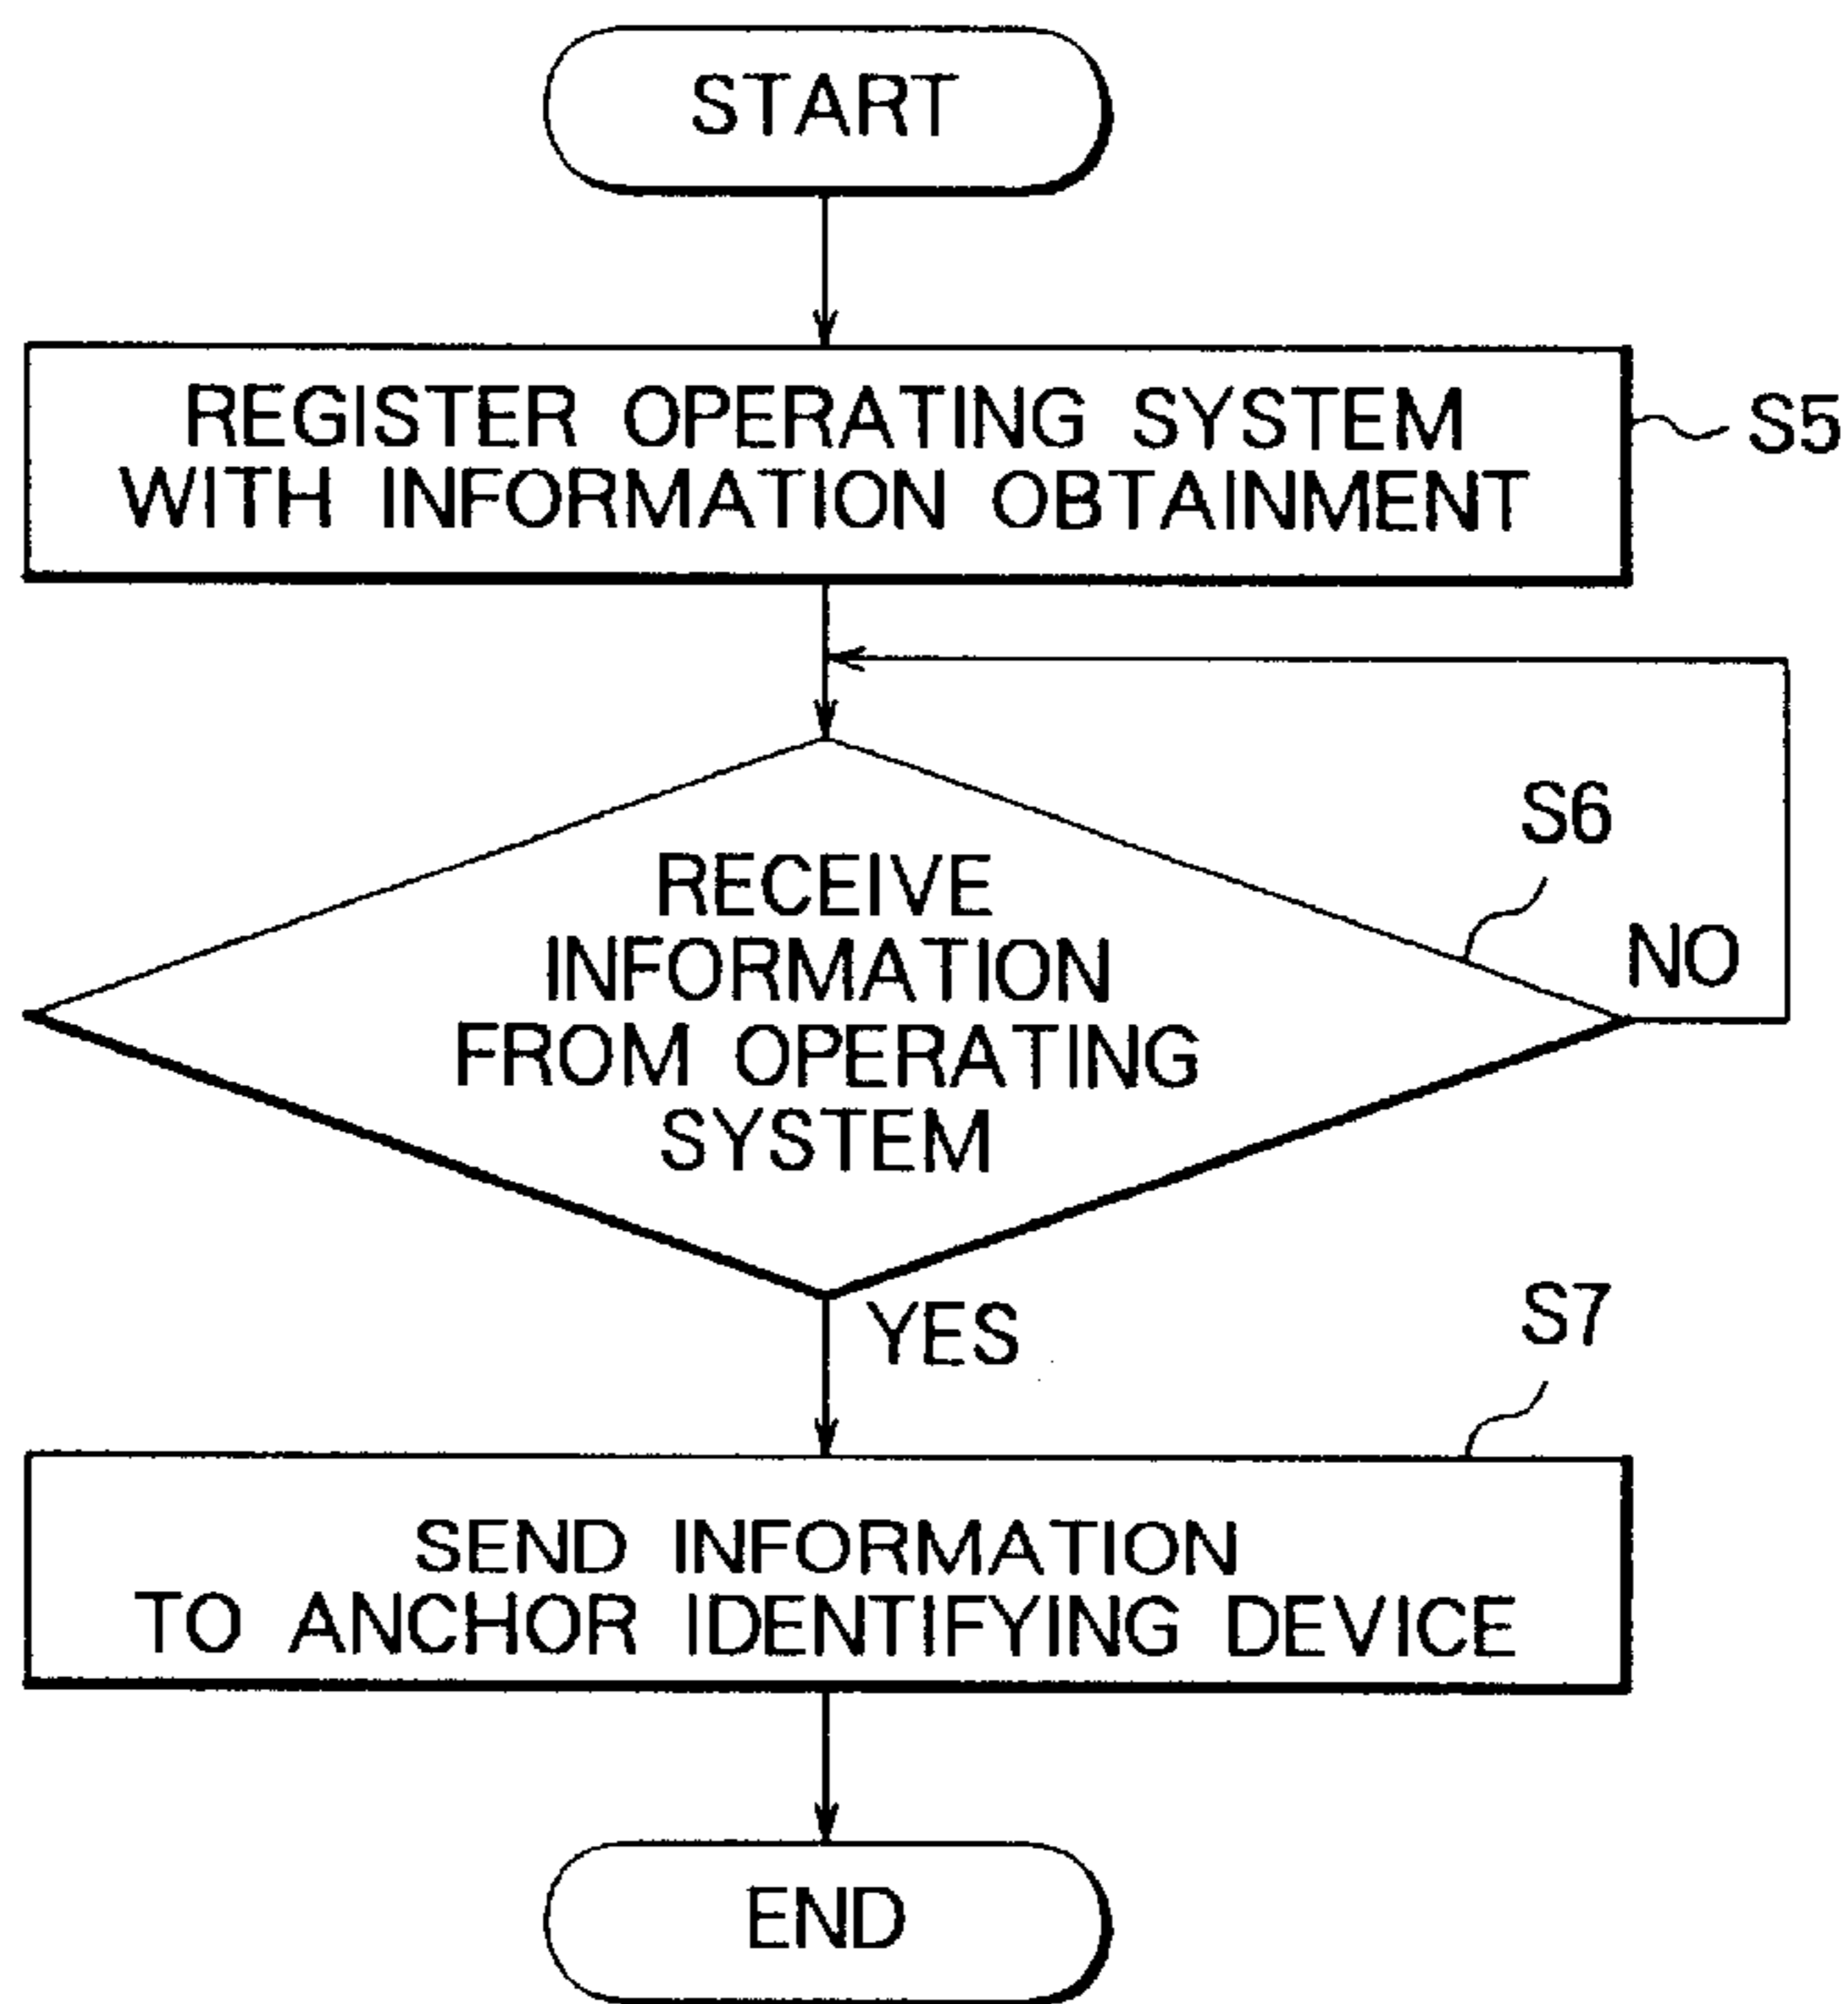 START
REGISTER OPERATING SYSTEM
WITH INFORMATION OBTAINMENT
S5
S6
RECEIVE
INFORMATION
FROM OPERATING
SYSTEM
NO
YES
S7
SEND INFORMATION
TO ANCHOR IDENTIFYING DEVICE
END